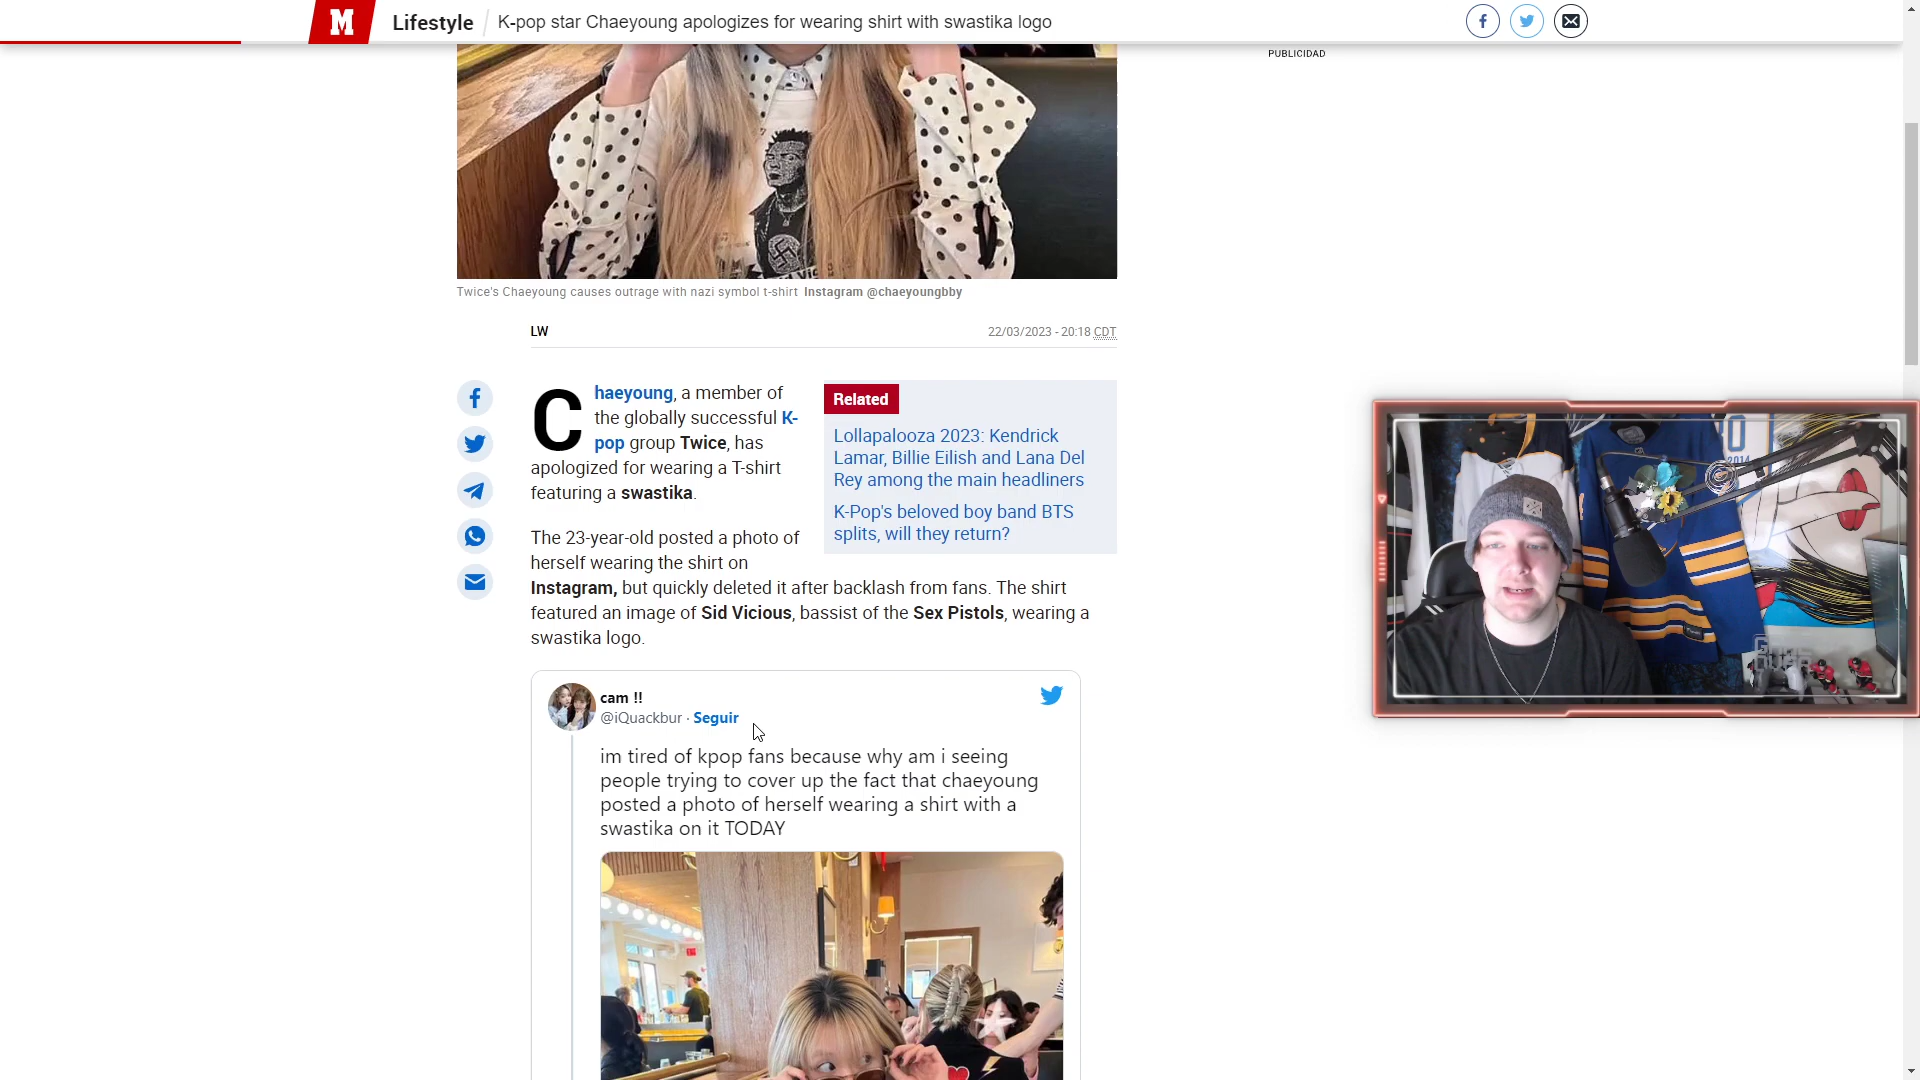 M
Lifestyle
K-pop star Chaeyoung apologizes for wearing shirt with swastika logo
PUBLICIDAD
Twice's Chaeyoung causes outrage with nazi symbol t-shirt Instagram @chaeyoungbby
LW
22/03/2023 - 20:18 CDT
Chaeyoung, a member of
the globally successful K-
pop group Twice, has
apologized for wearing a T-shirt
featuring a swastika.
Related
Lollapalooza 2023: Kendrick
Lamar, Billie Eilish and Lana Del
Rey among the main headliners
K-Pop's beloved boy band BTS
splits, will they return?
The 23-year-old posted a photo of
herself wearing the shirt on
Instagram, but quickly deleted it after backlash from fans. The shirt
featured an image of Sid Vicious, bassist of the Sex Pistols, wearing a
swastika logo.
cam !!
@iQuackbur · Seguir
im tired of kpop fans because why am i seeing
people trying to cover up the fact that chaeyoung
posted a photo of herself wearing a shirt with a
swastika on it TODAY
2014